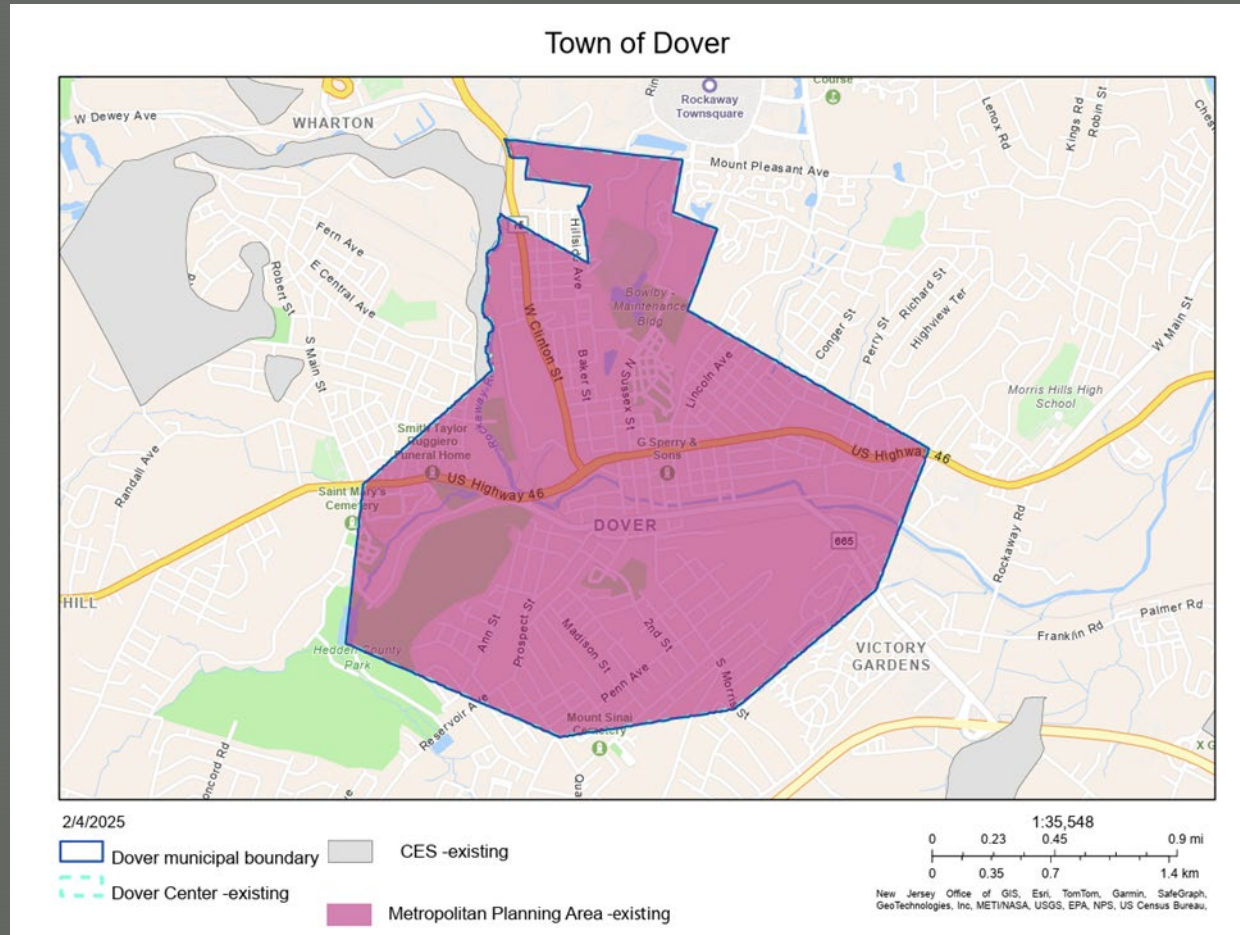 Town of Dover
Course
Rockaway
Townsquare
W Dewey Ave
WHARTON
Lenox Rd
Kings Rd
Robin St
Mount Pleasant Ave
Fern Ave
Hillside Ave
Robert St
E Central Ave
Bowlby -
Maintenance
Bldg
Richard St
Highview Ter
Conger St
Perry St
W Main St
S Main St
W Clinton St
Baker St
N Sussex St
Lincoln Ave
Morris Hills High
School
Smith Taylor
Ruggiero
Funeral Home
G Sperry &
Sons
US Highway 46
Randall Ave
US Highway 46
Saint Mary's
Cemetery
DOVER
665
Rockaway Rd
HILL
Ann St
Prospect St
Madison St
2nd St
Penn Ave
S Morris St
Palmer Rd
Franklin Rd
VICTORY
GARDENS
Hedden County
Park
Reservoir Ave
Mount Sinai
Cemetery
2/4/2025
Dover municipal boundary
CES -existing
Dover Center -existing
Metropolitan Planning Area -existing
1:35,548
0 0.23 0.45 0.9 mi
0 0.35 0.7 1.4 km
New Jersey Office of GIS, Esri, TomTom, Garmin, SafeGraph,
GeoTechnologies, Inc, METI/NASA, USGS, EPA, NPS, US Census Bureau,